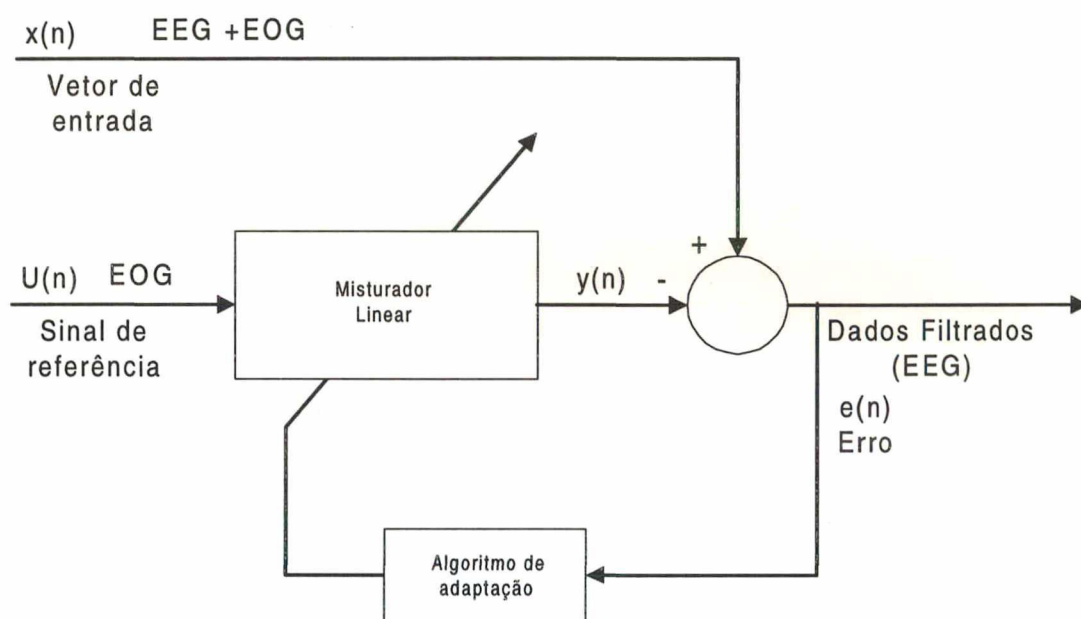 x(n) EEG +EOG
Vetor de
entrada
+
U(n) EOG
Misturador
Linear
y(n) -
Sinal de
referência
Dados Filtrados
(EEG)
e(n)
Erro
Algoritmo de
adaptação